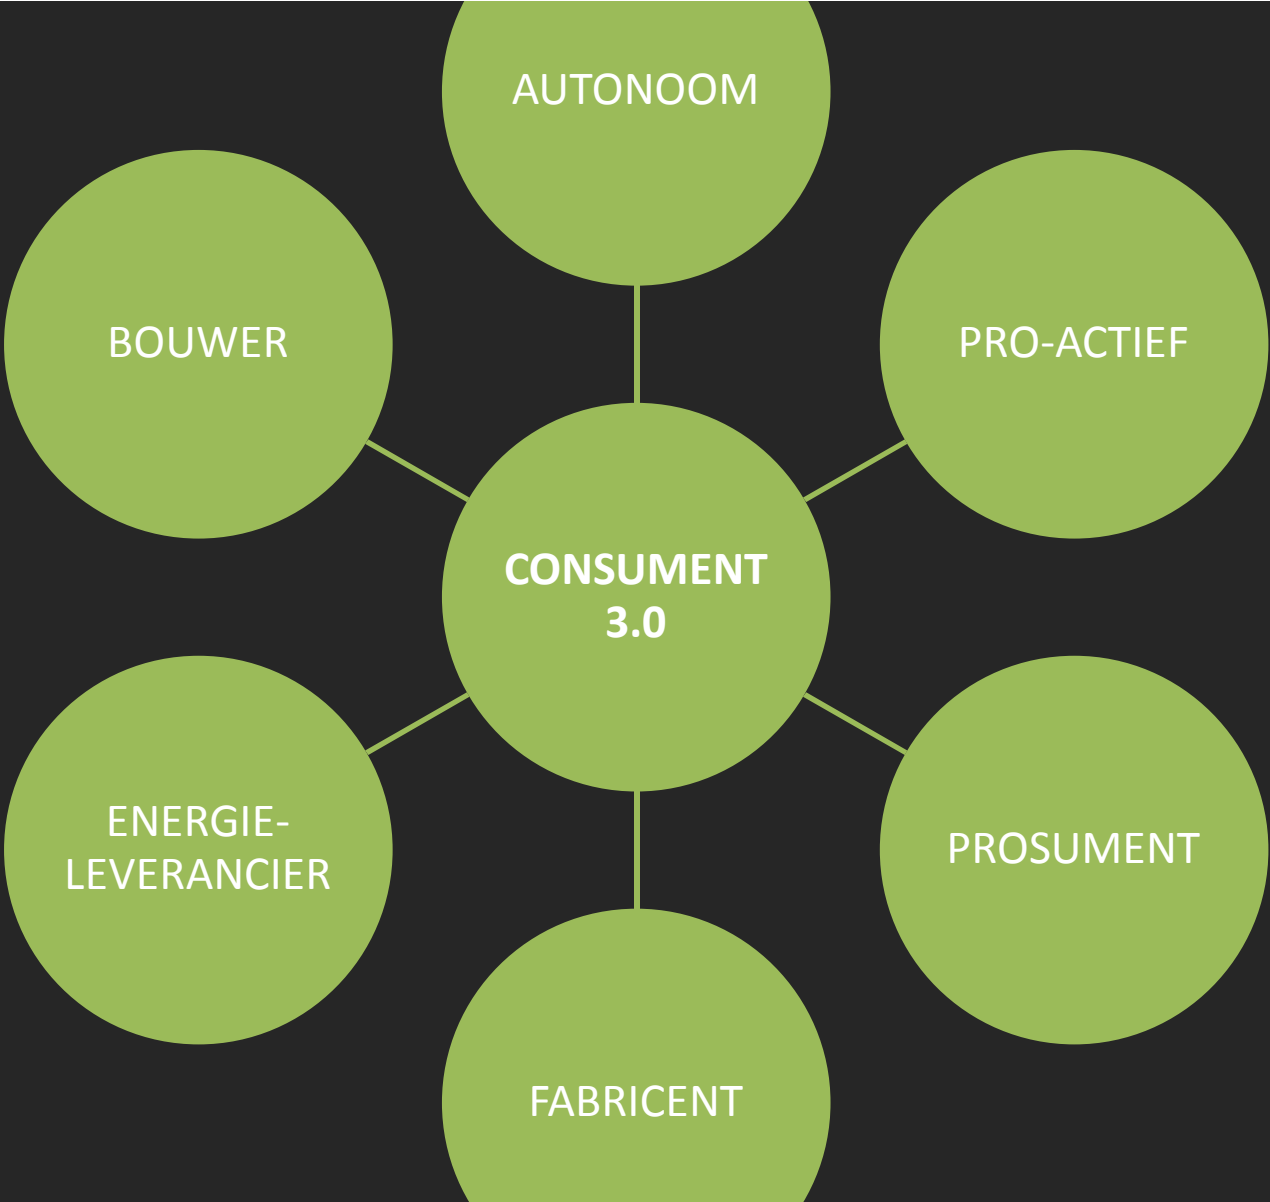 AUTONOOM
BOUWER
PRO-ACTIEF
CONSUMENT
3.0
ENERGIE-
LEVERANCIER
PROSUMENT
FABRICENT